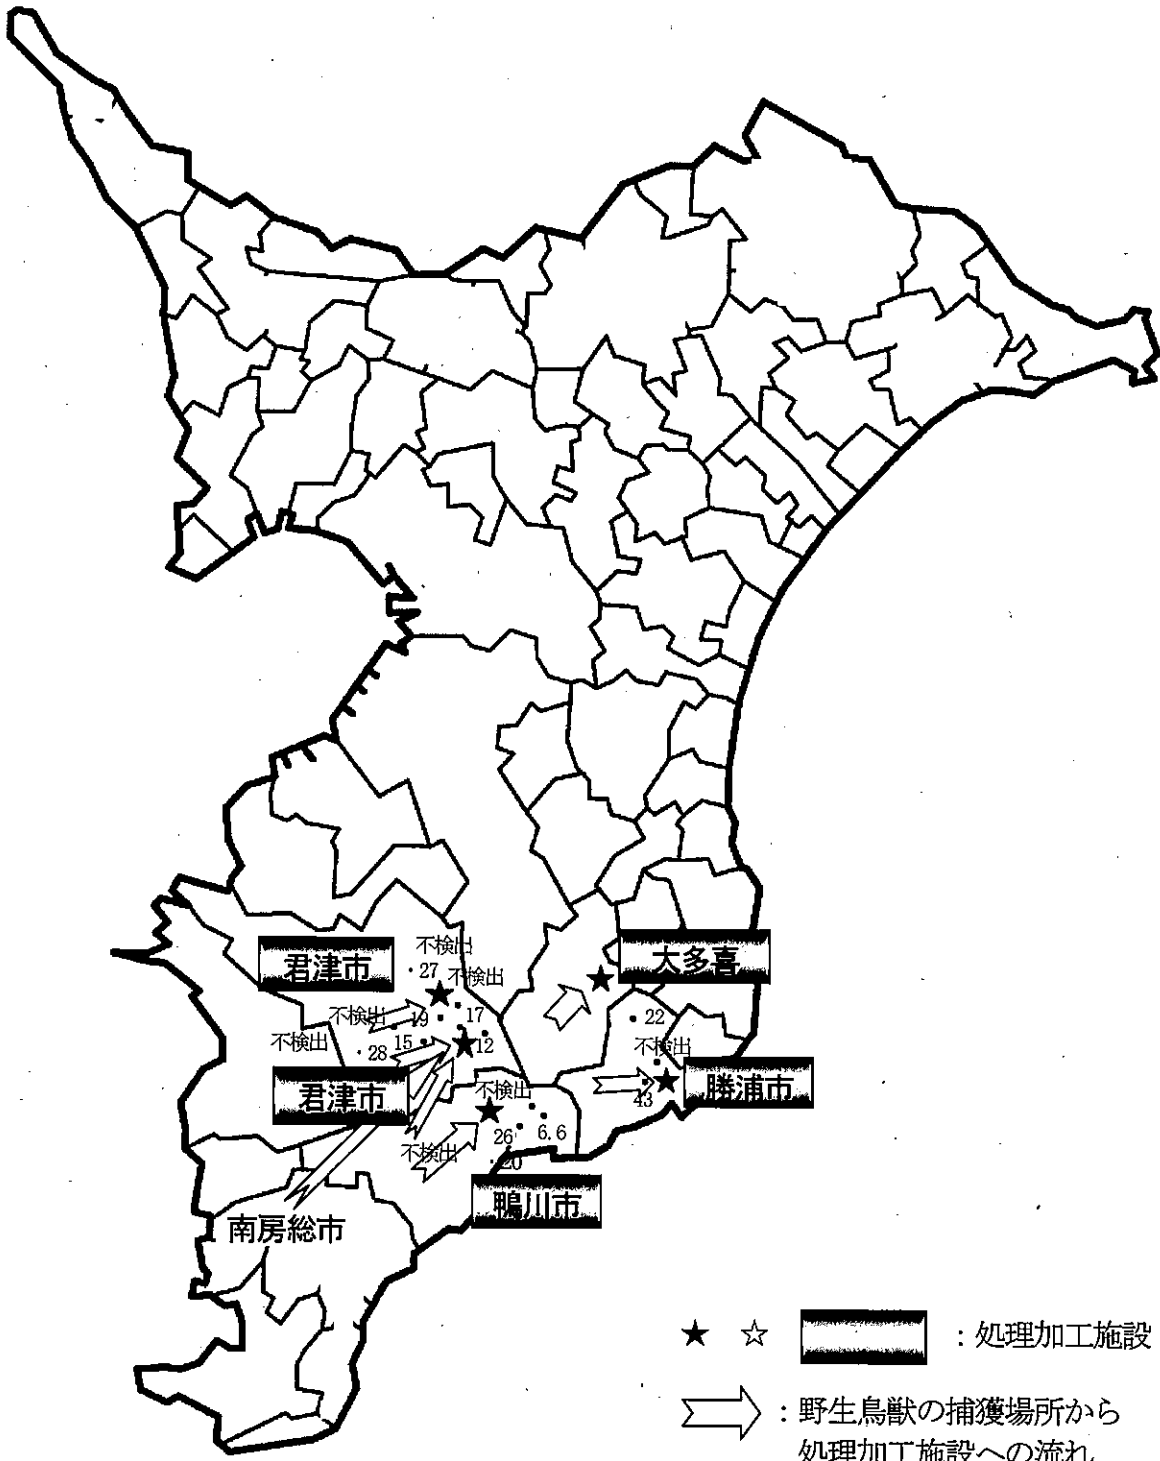 不検出
君津市
27
不検出
大多喜
不検出
19
17
22
不検出
15
28
12
不検出
君津市
不検出
勝浦市
43
26
6.6
不検出
20
鴨川市
南房総市
：処理加工施設
：野生鳥獣の捕獲場所から
処理加工施設への流れ